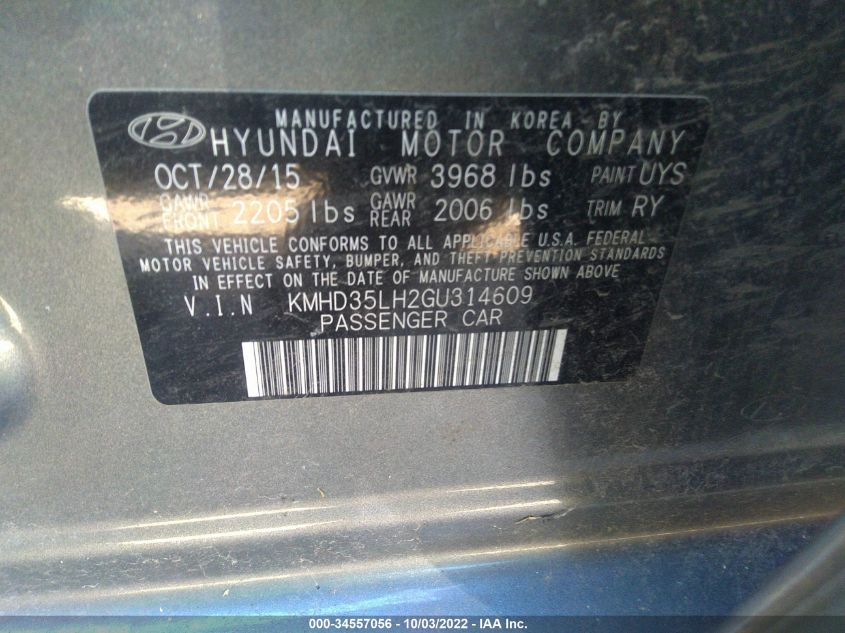 MANUFACTURED IN KOREA BY
HYUNDAI MOTOR COMPANY
OCT/28/15 GVWR 3968 lbs PAINT UYS
GAWR FRONT 2205 lbs GAWR REAR 2006 lbs TRIM RY
THIS VEHICLE CONFORMS TO ALL APPLICABLE U.S.A. FEDERAL
MOTOR VEHICLE SAFETY, BUMPER, AND THEFT PREVENTION STANDARDS
IN EFFECT ON THE DATE OF MANUFACTURE SHOWN ABOVE
V.I.N KMHD35LH2GU314609
PASSENGER CAR
000-34557056 - 10/03/2022 - IAA Inc.